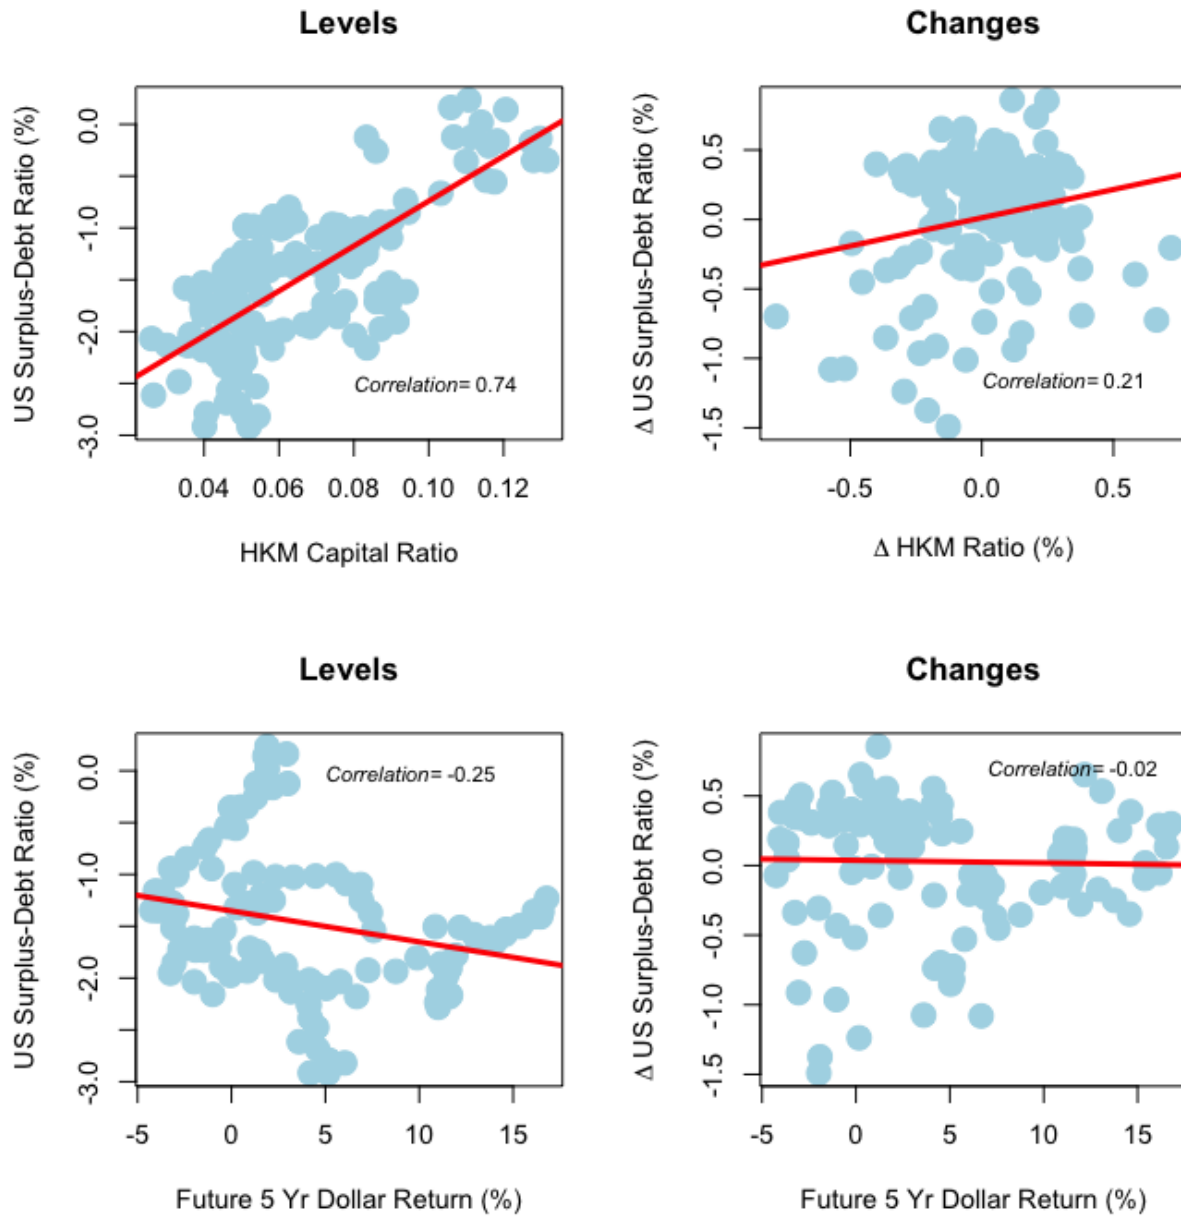 Levels
US Surplus-Debt Ratio (%)
0.0
-1.0
-2.0
-3.0
Correlation= 0.74
0.04 0.06 0.08 0.10 0.12
HKM Capital Ratio
Changes
Δ US Surplus-Debt Ratio (%)
0.5
0.0
-0.5
-1.0
-1.5
Correlation= 0.21
-0.5 0.0 0.5
Δ HKM Ratio (%)
Levels
US Surplus-Debt Ratio (%)
0.0
-1.0
-2.0
-3.0
Correlation= -0.25
-5 0 5 10 15
Future 5 Yr Dollar Return (%)
Changes
Δ US Surplus-Debt Ratio (%)
0.5
0.0
-0.5
-1.0
-1.5
Correlation= -0.02
-5 0 5 10 15
Future 5 Yr Dollar Return (%)